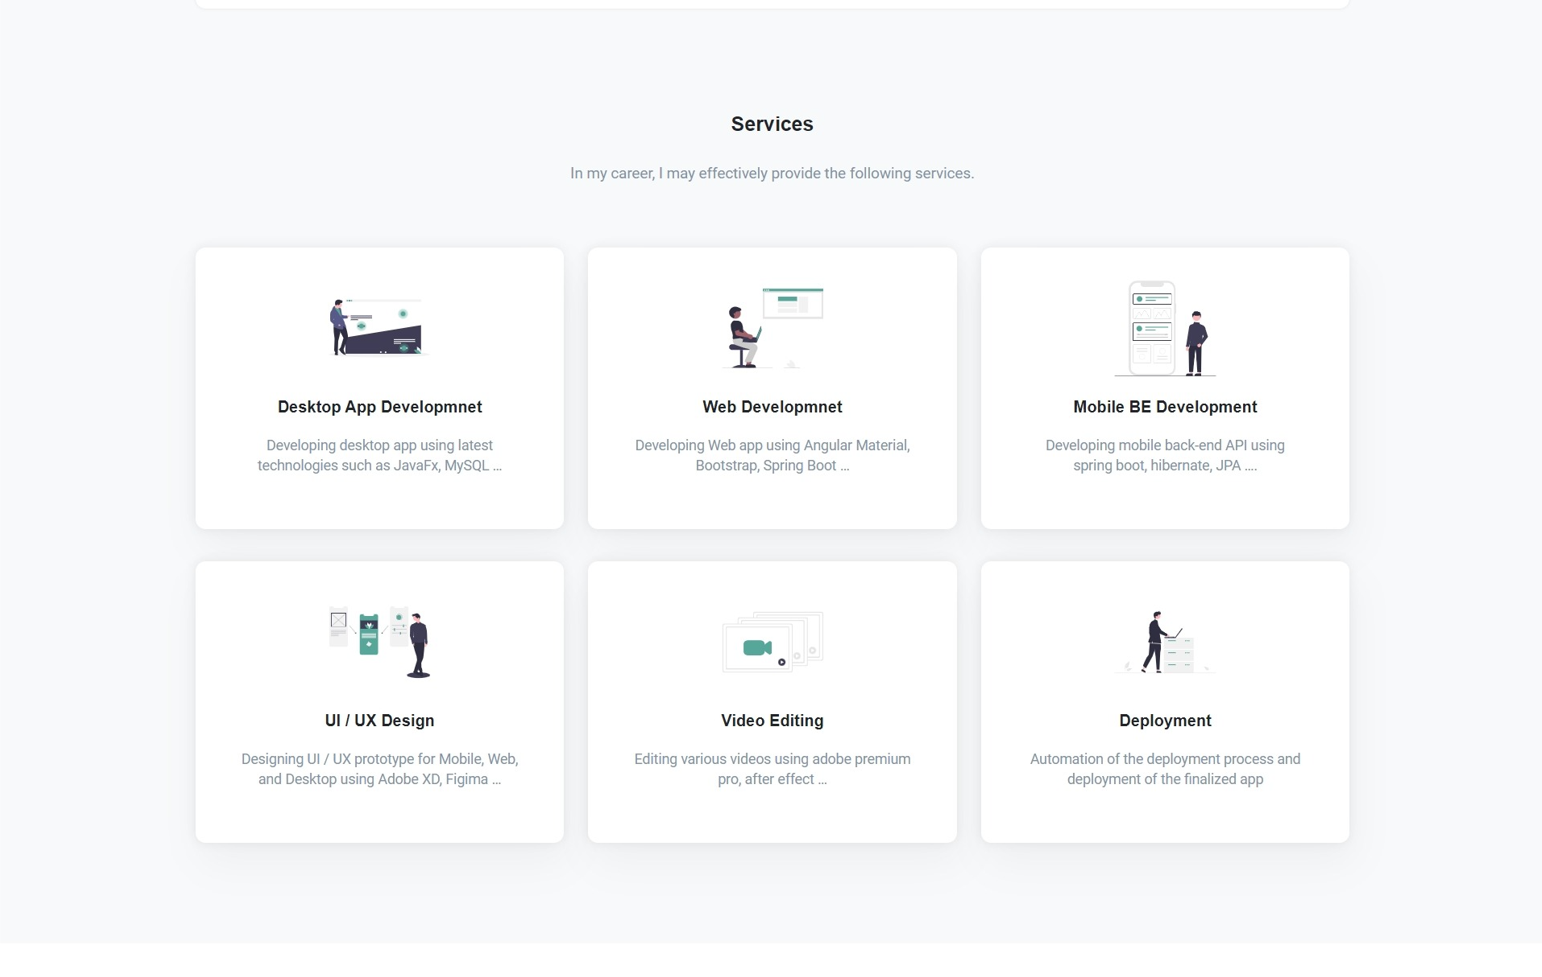 Services
In my career, I may effectively provide the following services.
Desktop App Developmnet
Developing desktop app using latest
technologies such as JavaFx, MySQL ...
Web Developmnet
Developing Web app using Angular Material,
Bootstrap, Spring Boot ...
Mobile BE Development
Developing mobile back-end API using
spring boot, hibernate, JPA ....
UI / UX Design
Designing UI / UX prototype for Mobile, Web,
and Desktop using Adobe XD, Figima ...
Video Editing
Editing various videos using adobe premium
pro, after effect ...
Deployment
Automation of the deployment process and
deployment of the finalized app